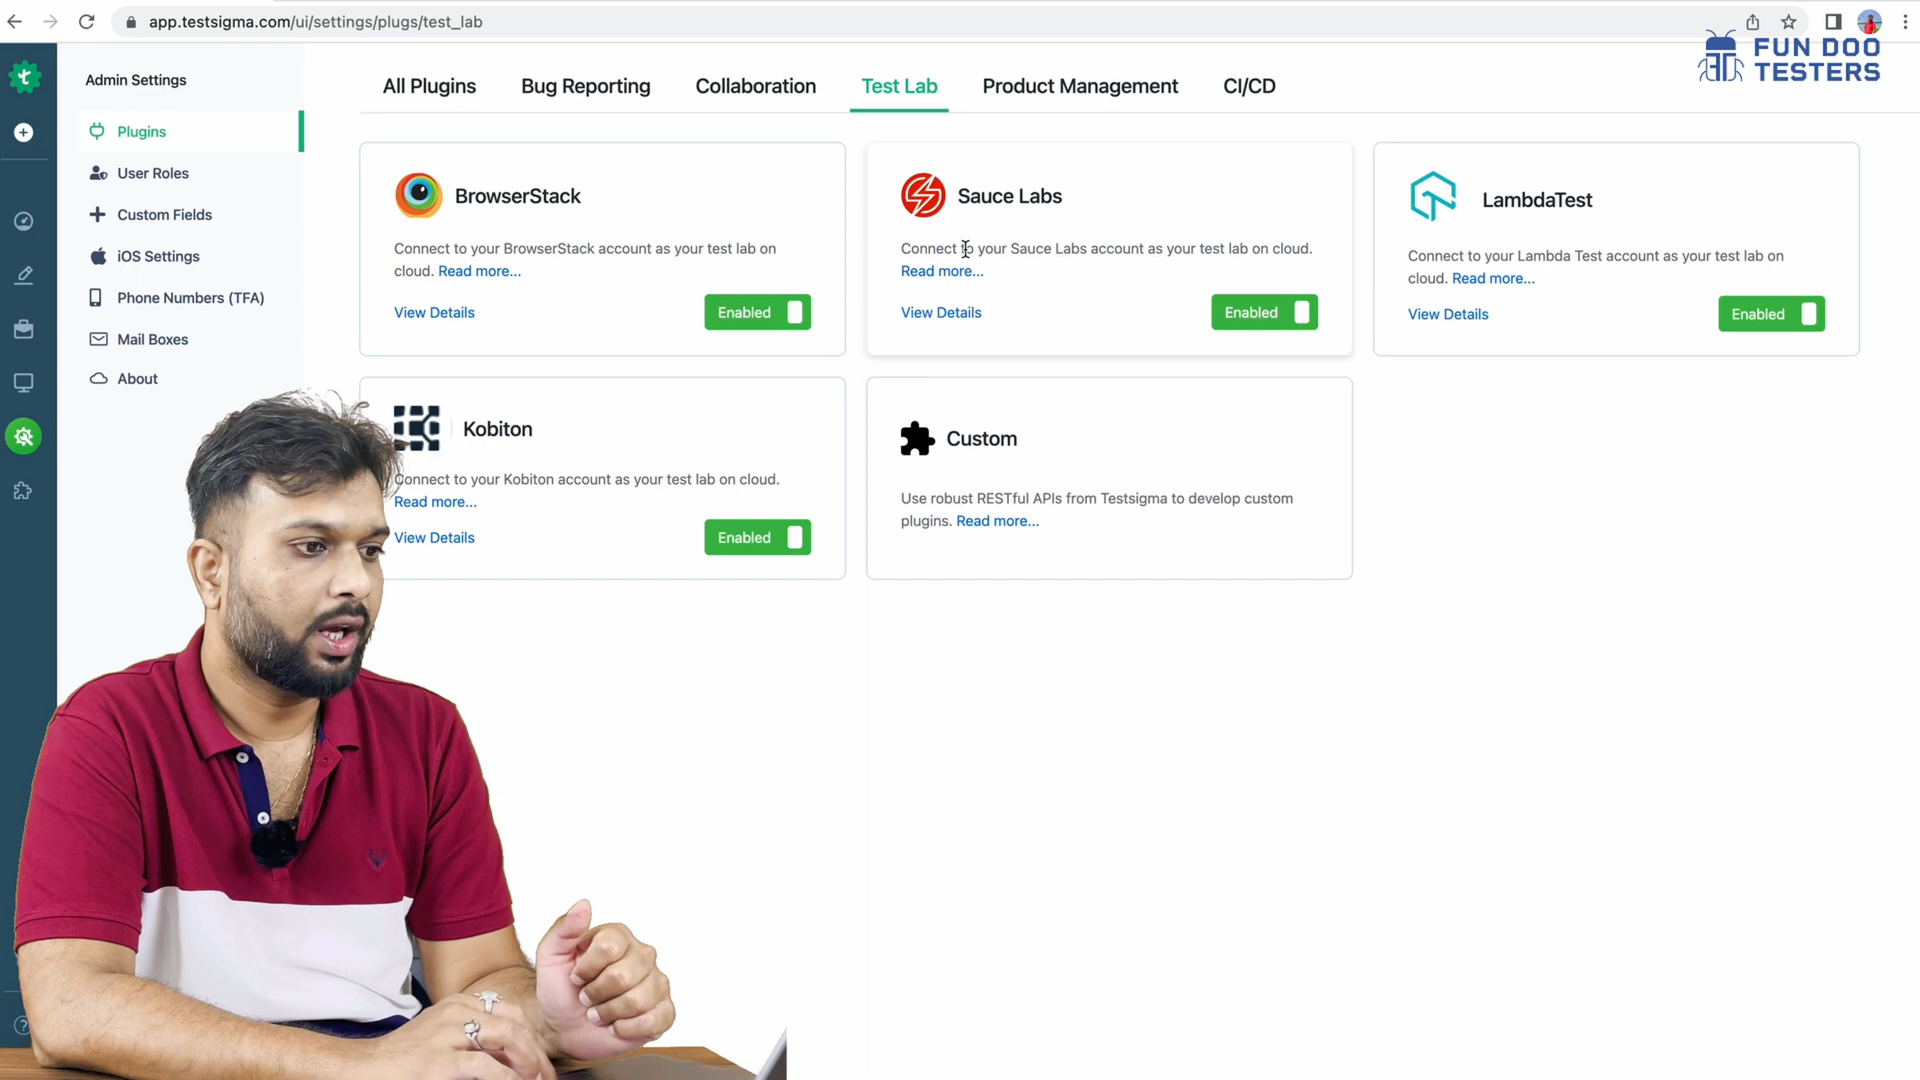 app.testsigma.com/ui/settings/plugs/test_lab
FUN DOO
TESTERS
Admin Settings
Plugins
User Roles
Custom Fields
iOS Settings
Phone Numbers (TFA)
Mail Boxes
About
All Plugins Bug Reporting Collaboration Test Lab Product Management CI/CD
BrowserStack
Connect to your BrowserStack account as your test lab on
cloud. Read more...
View Details Enabled
Sauce Labs
Connect to your Sauce Labs account as your test lab on cloud.
Read more...
View Details Enabled
LambdaTest
Connect to your Lambda Test account as your test lab on
cloud. Read more...
View Details Enabled
Kobiton
Connect to your Kobiton account as your test lab on cloud.
Read more...
View Details Enabled
Custom
Use robust RESTful APIs from Testsigma to develop custom
plugins. Read more...